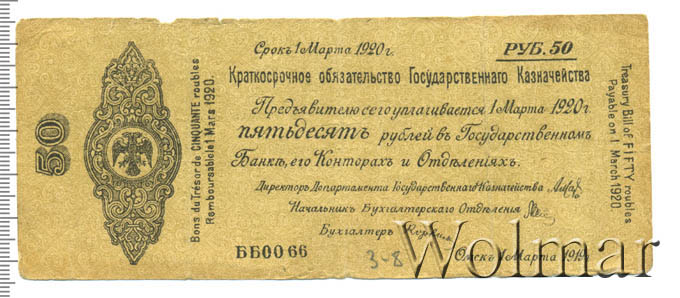 50
Bons du Trésor de CINQUANTE roubles
Remboursable le 1 Mars 1920.
Срокъ 1 Марта 1920 г.
РУБ. 50
Краткосрочное обязательство Государственнаго Казначейства
Предъявителю сего уплачивается 1 Марта 1920 г.
пятьдесятъ рублей въ Государственномъ
Банкѣ, его Конторахъ и Отдѣленіяхъ.
Директоръ Департамента Государственнаго Казначейства
Начальникъ Бухгалтерскаго Отдѣленія
Бухгалтеръ
ББ0066
3-8
Омскъ 1 Марта 1919 г.
Treasury Bill of FIFTY roubles
Payable on 1 March 1920
Wolmar